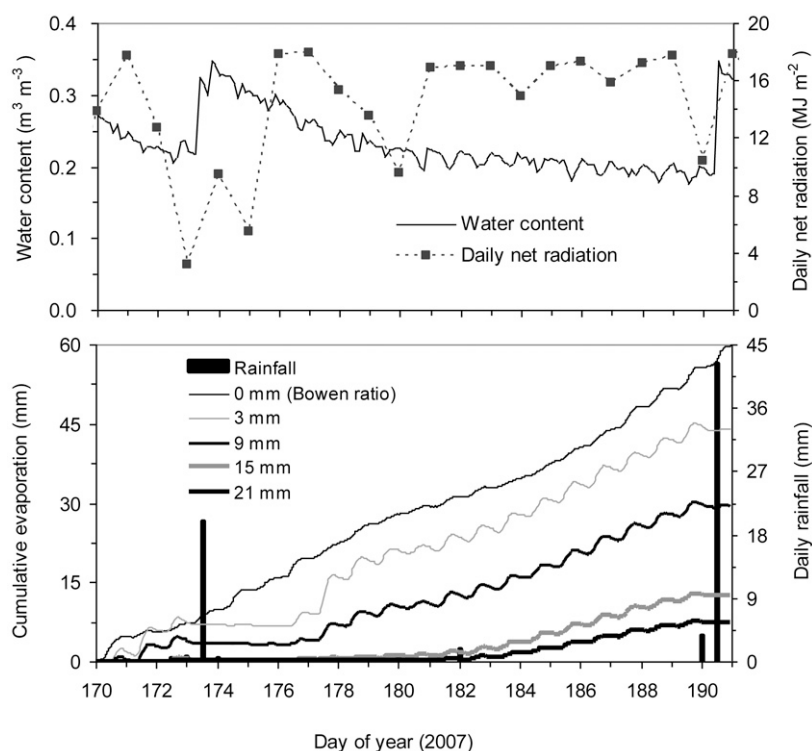 0.4
0.3
0.2
0.1
0.0
Water content (m³ m⁻³)
20
16
12
8
4
0
Daily net radiation (MJ m⁻²)
Water content
Daily net radiation
60
45
30
15
0
Cumulative evaporation (mm)
Rainfall
0 mm (Bowen ratio)
3 mm
9 mm
15 mm
21 mm
45
36
27
18
9
0
Daily rainfall (mm)
170 172 174 176 178 180 182 184 186 188 190
Day of year (2007)